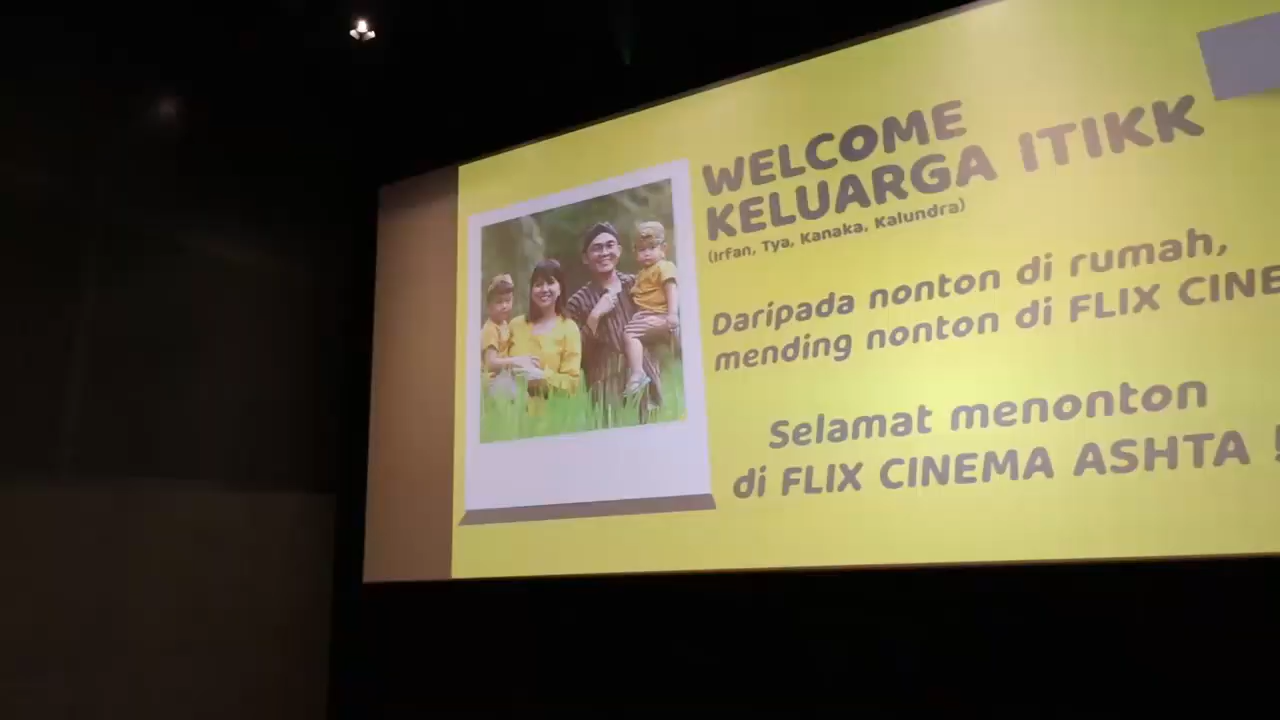 WELCOME
KELUARGA ITIKK
(Irfan, Tya, Kanaka, Kalundra)
Daripada nonton di rumah,
mending nonton di FLIX CINE
Selamat menonton
di FLIX CINEMA ASHTA !